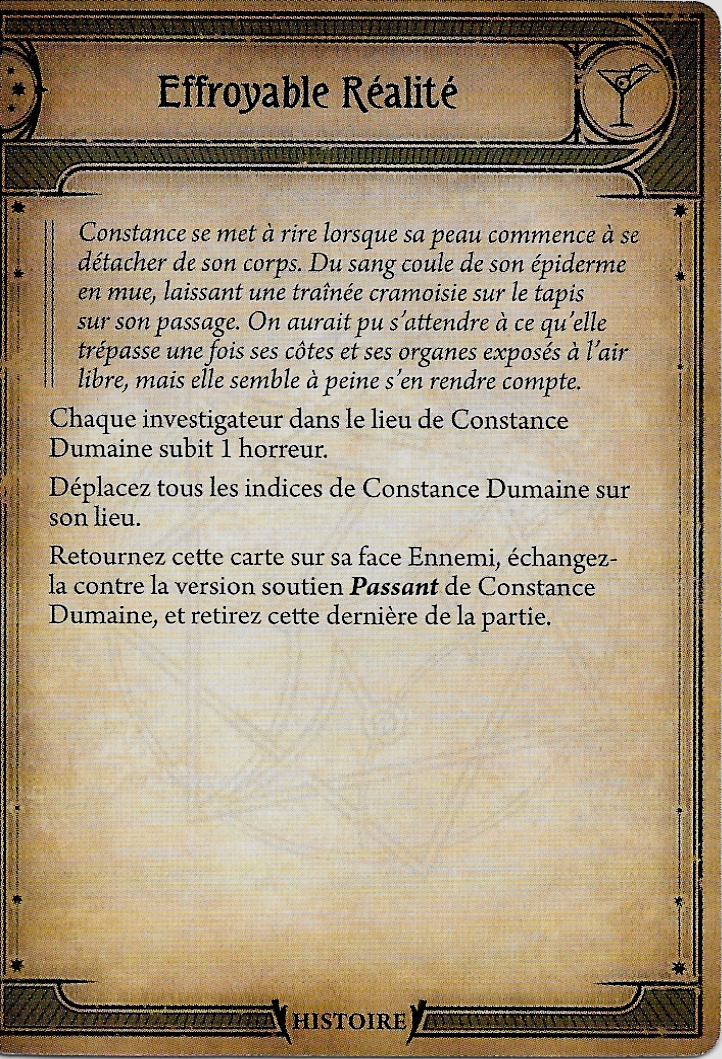 Effroyable Réalité
Constance se met à rire lorsque sa peau commence à se
détacher de son corps. Du sang coule de son épiderme
en mue, laissant une traînée cramoisie sur le tapis
sur son passage. On aurait pu s'attendre à ce qu'elle
trépasse une fois ses côtes et ses organes exposés à l'air
libre, mais elle semble à peine s'en rendre compte.
Chaque investigateur dans le lieu de Constance
Dumaine subit 1 horreur.
Déplacez tous les indices de Constance Dumaine sur
son lieu.
Retournez cette carte sur sa face Ennemi, échangez-
la contre la version soutien Passant de Constance
Dumaine, et retirez cette dernière de la partie.
HISTOIRE